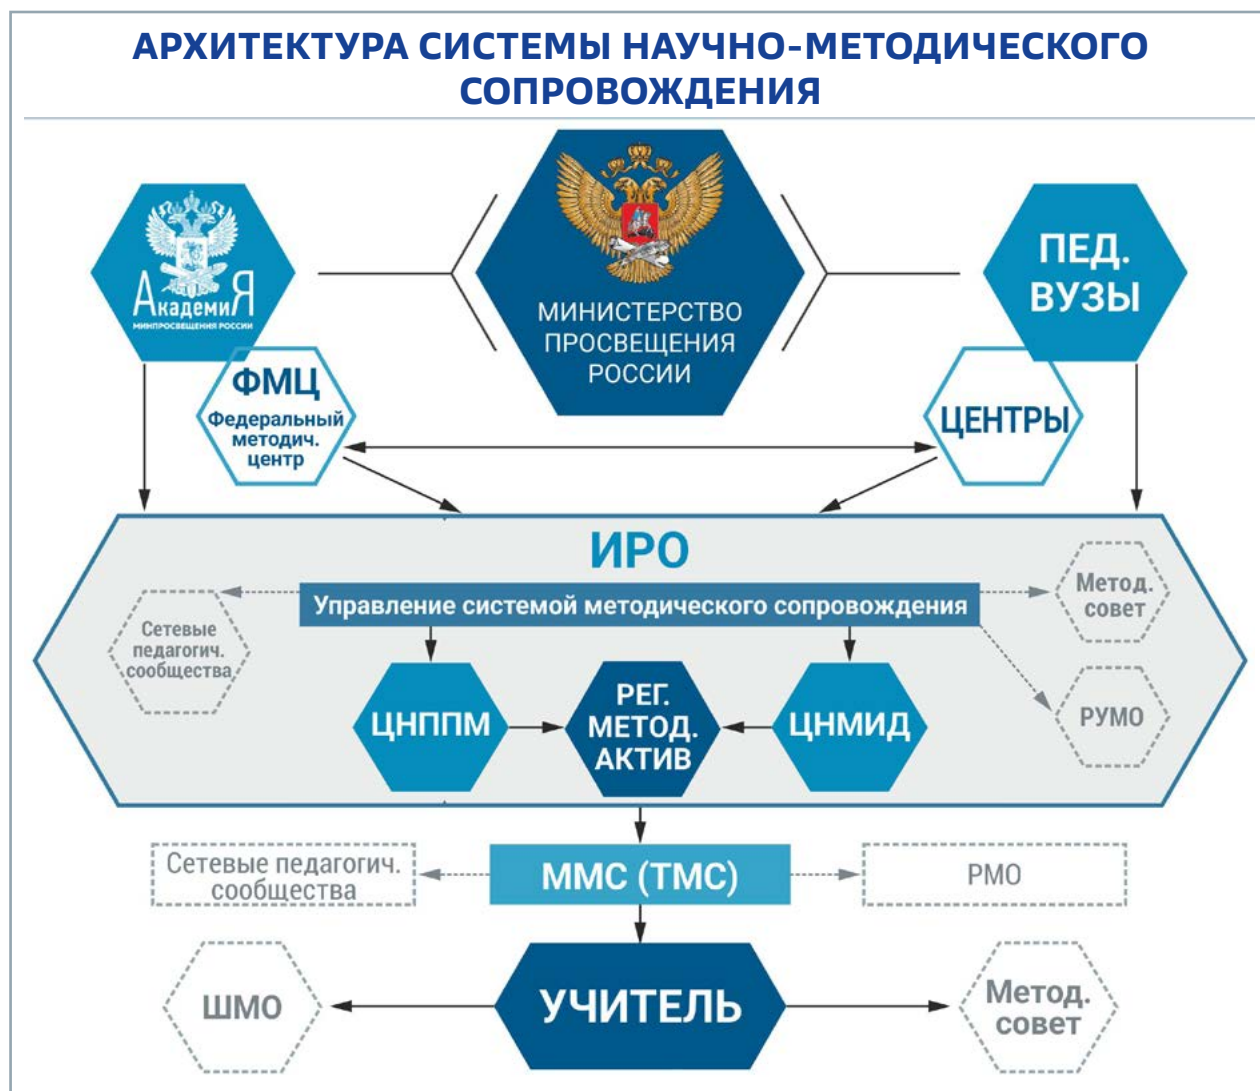 АРХИТЕКТУРА СИСТЕМЫ НАУЧНО-МЕТОДИЧЕСКОГО
СОПРОВОЖДЕНИЯ
АкадемиЯ
МИНПРОСВЕЩЕНИЯ РОССИИ
МИНИСТЕРСТВО
ПРОСВЕЩЕНИЯ
РОССИИ
ПЕД.
ВУЗЫ
ФМЦ
Федеральный
методич.
центр
ЦЕНТРЫ
ИРО
Управление системой методического сопровождения
Сетевые
педагогич.
сообщества
Метод.
совет
РУМО
ЦНППМ
РЕГ.
МЕТОД.
АКТИВ
ЦНМИД
Сетевые педагогич.
сообщества
ММС (ТМС)
РМО
ШМО
УЧИТЕЛЬ
Метод.
совет